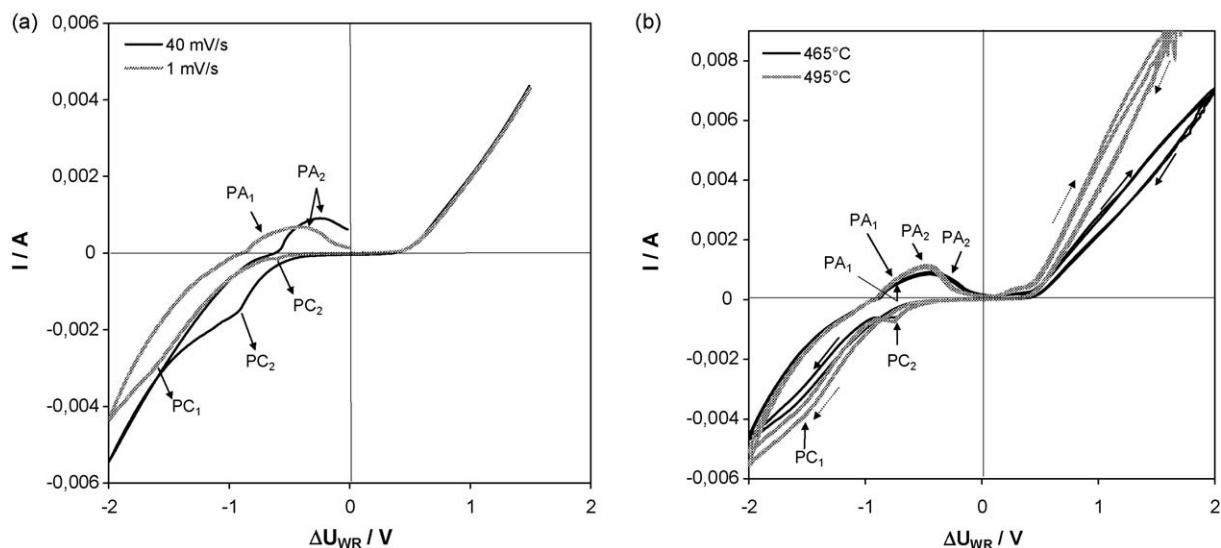 (a)
0,006
0,004
0,002
0
-0,002
-0,004
-0,006
I / A
40 mV/s
1 mV/s
PA1
PA2
PC2
PC2
PC1
-2
-1
0
1
2
ΔUWR / V
(b)
0,008
0,006
0,004
0,002
0
-0,002
-0,004
-0,006
I / A
465°C
495°C
PA1
PA2
PA2
PA1
PC2
PC1
-2
-1
0
1
2
ΔUWR / V